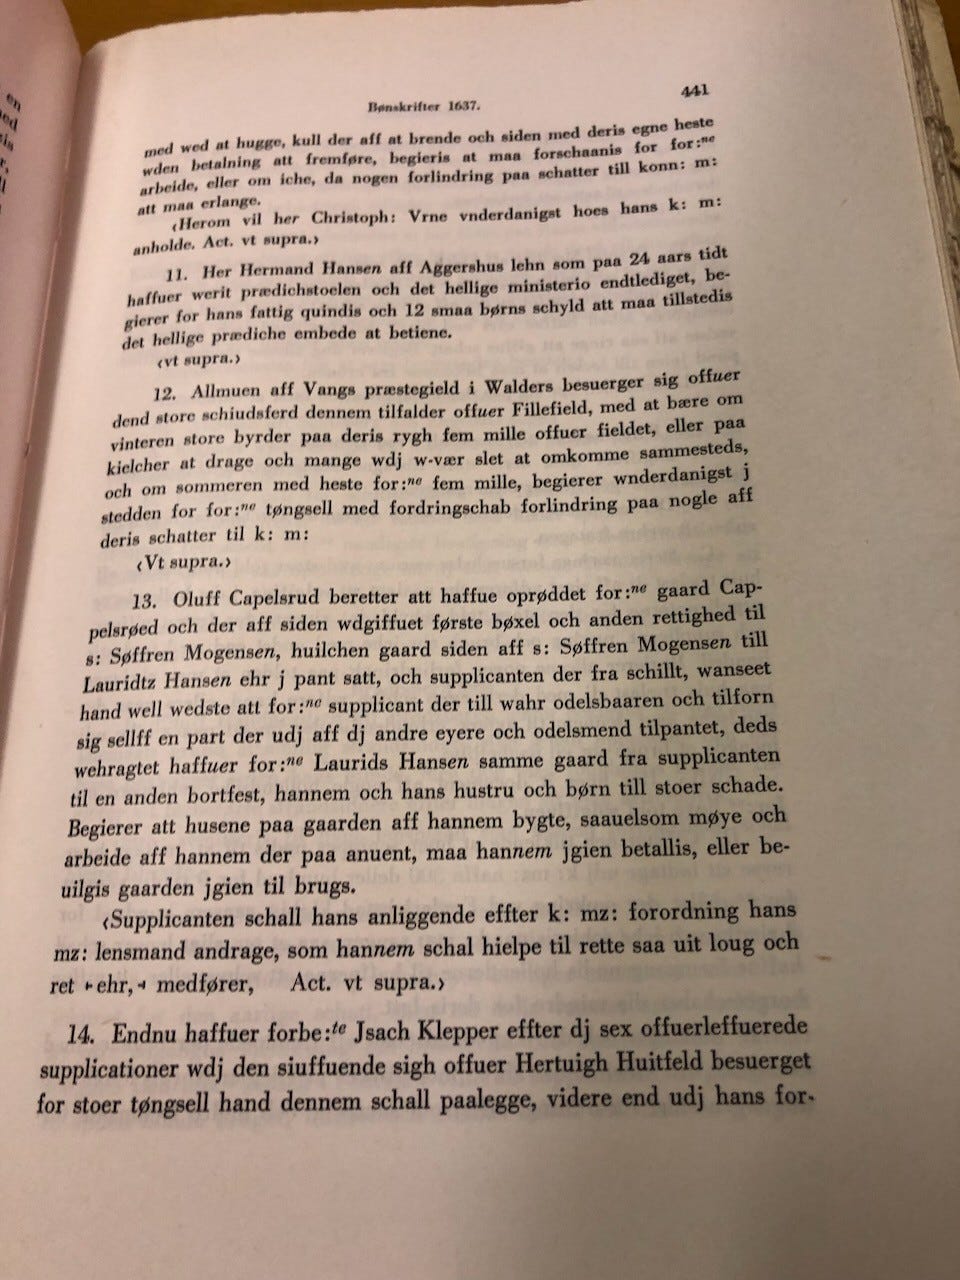 en
Bønskrifter 1637.
441
med wed at hugge, kull der aff at brende och siden med deris egne heste
wden betalning att fremføre, begieris at maa forschaanis for for:ne
arbeide, eller om iche, da nogen forlindring paa schatter till konn: m:
att maa erlange.
‹Herom vil her Christoph: Vrne vnderdanigst hoes hans k: m:
anholde. Act. vt supra.›
11. Her Hermand Hansen aff Aggershus lehn som paa 24 aars tidt
haffuer werit prædichstoelen och det hellige ministerio endtlediget, be-
gierer for hans fattig quindis och 12 smaa børns schyld att maa tillstedis
det hellige prædiche embede at betiene.
‹vt supra.›
12. Allmuen aff Vangs præstegield i Walders besuerger sig offuer
dend store schiudsferd dennem tilfalder offuer Fillefield, med at bære om
vinteren store byrder paa deris rygh fem mille offuer fieldet, eller paa
kielcher at drage och mange wdj w-vær slet at omkomme sammesteds,
och om sommeren med heste for:ne fem mille, begierer wnderdanigst j
stedden for for:ne tøngsell med fordringschab forlindring paa nogle aff
deris schatter til k: m:
‹Vt supra.›
13. Oluff Capelsrud beretter att haffue oprøddet for:ne gaard Cap-
pelsrøed och der aff siden wdgiffuet første bøxel och anden rettighed til
s: Søffren Mogensen, huilchen gaard siden aff s: Søffren Mogensen till
Lauridtz Hansen ehr j pant satt, och supplicanten der fra schillt, wanseet
hand well wedste att for:ne supplicant der till wahr odelsbaaren och tilforn
sig sellff en part der udj aff dj andre eyere och odelsmend tilpantet, deds
wehragtet haffuer for:ne Laurids Hansen samme gaard fra supplicanten
til en anden bortfest, hannem och hans hustru och børn till stoer schade.
Begierer att husene paa gaarden aff hannem bygte, saauelsom møye och
arbeide aff hannem der paa anuent, maa hannem jgien betallis, eller be-
uilgis gaarden jgien til brugs.
‹Supplicanten schall hans anliggende effter k: mz: forordning hans
mz: lensmand andrage, som hannem schal hielpe til rette saa uit loug och
ret ⊢ehr,⊣ medfører, Act. vt supra.›
14. Endnu haffuer forbe:te Jsach Klepper effter dj sex offuerleffuerede
supplicationer wdj den siuffuende sigh offuer Hertuigh Huitfeld besuerget
for stoer tøngsell hand dennem schall paalegge, videre end udj hans for-